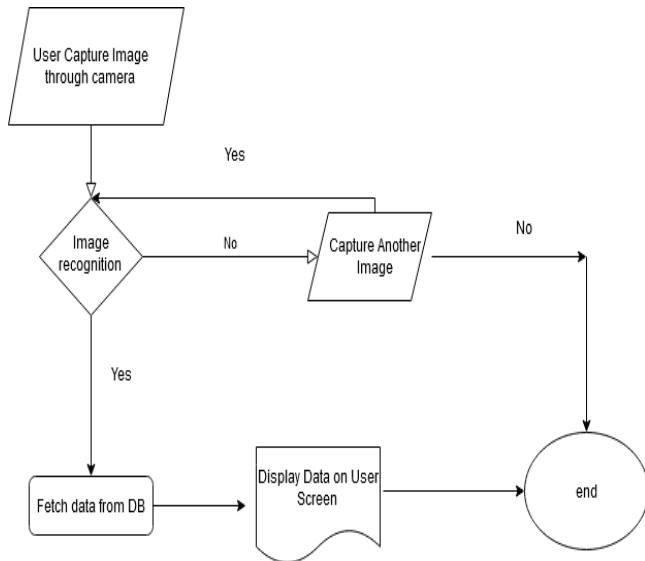 User Capture Image
through camera
Yes
Image
recognition
No
Capture Another
Image
No
Yes
Fetch data from DB
Display Data on User
Screen
end